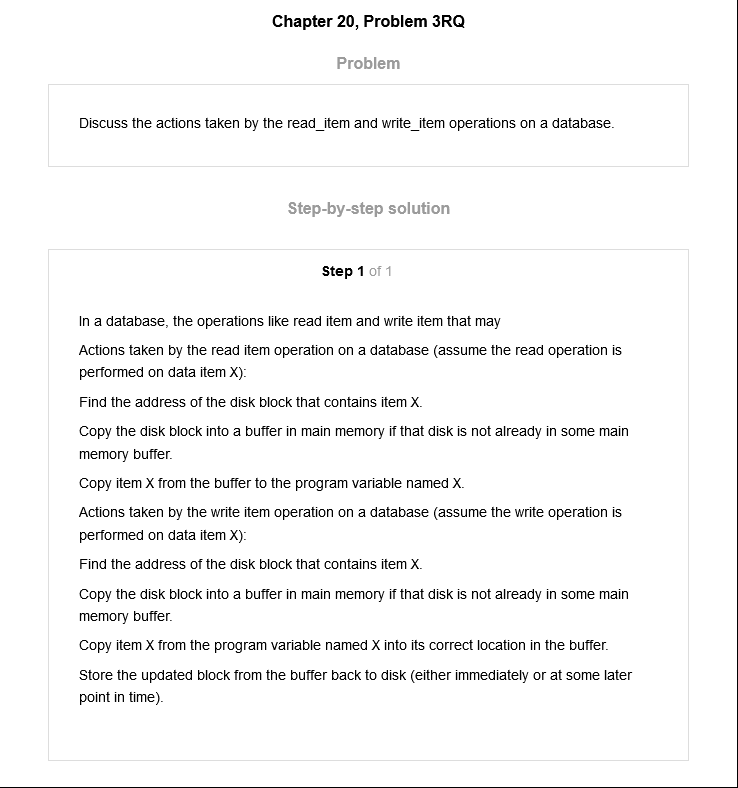 Chapter 20, Problem 3RQ
Problem
Discuss the actions taken by the read_item and write_item operations on a database.
Step-by-step solution
Step 1 of 1
In a database, the operations like read item and write item that may
Actions taken by the read item operation on a database (assume the read operation is
performed on data item X):
Find the address of the disk block that contains item X.
Copy the disk block into a buffer in main memory if that disk is not already in some main
memory buffer.
Copy item X from the buffer to the program variable named X.
Actions taken by the write item operation on a database (assume the write operation is
performed on data item X):
Find the address of the disk block that contains item X.
Copy the disk block into a buffer in main memory if that disk is not already in some main
memory buffer.
Copy item X from the program variable named X into its correct location in the buffer.
Store the updated block from the buffer back to disk (either immediately or at some later
point in time).